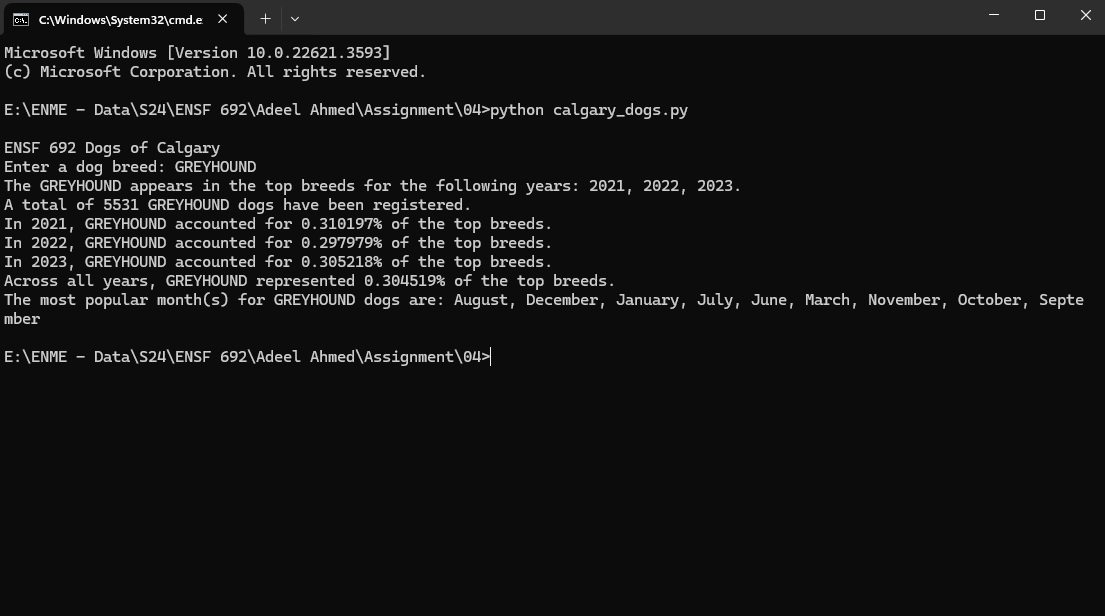 C:\Windows\System32\cmd.e
Microsoft Windows [Version 10.0.22621.3593]
(c) Microsoft Corporation. All rights reserved.
E:\ENME - Data\S24\ENSF 692\Adeel Ahmed\Assignment\04>python calgary_dogs.py
ENSF 692 Dogs of Calgary
Enter a dog breed: GREYHOUND
The GREYHOUND appears in the top breeds for the following years: 2021, 2022, 2023.
A total of 5531 GREYHOUND dogs have been registered.
In 2021, GREYHOUND accounted for 0.310197% of the top breeds.
In 2022, GREYHOUND accounted for 0.297979% of the top breeds.
In 2023, GREYHOUND accounted for 0.305218% of the top breeds.
Across all years, GREYHOUND represented 0.304519% of the top breeds.
The most popular month(s) for GREYHOUND dogs are: August, December, January, July, June, March, November, October, Septe
mber
E:\ENME - Data\S24\ENSF 692\Adeel Ahmed\Assignment\04>